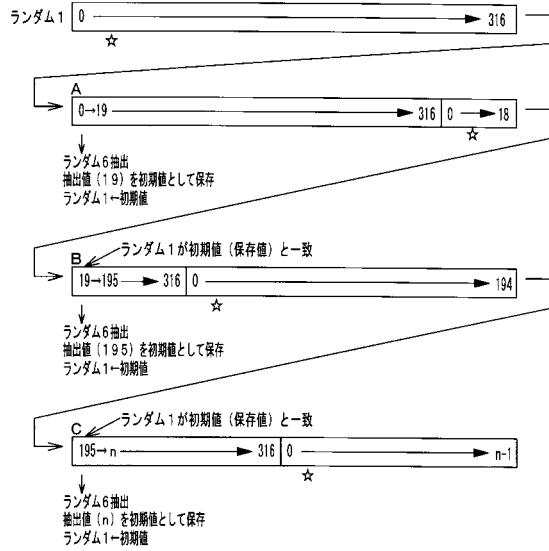 ランダム1 0 316
☆
A
0→19 316 0 18
☆
ランダム6抽出
抽出値(19)を初期値として保存
ランダム1←初期値
ランダム1が初期値(保存値)と一致
B
19→195 316 0 194
☆
ランダム6抽出
抽出値(195)を初期値として保存
ランダム1←初期値
ランダム1が初期値(保存値)と一致
C
195→n 316 0 n-1
☆
ランダム6抽出
抽出値(n)を初期値として保存
ランダム1←初期値